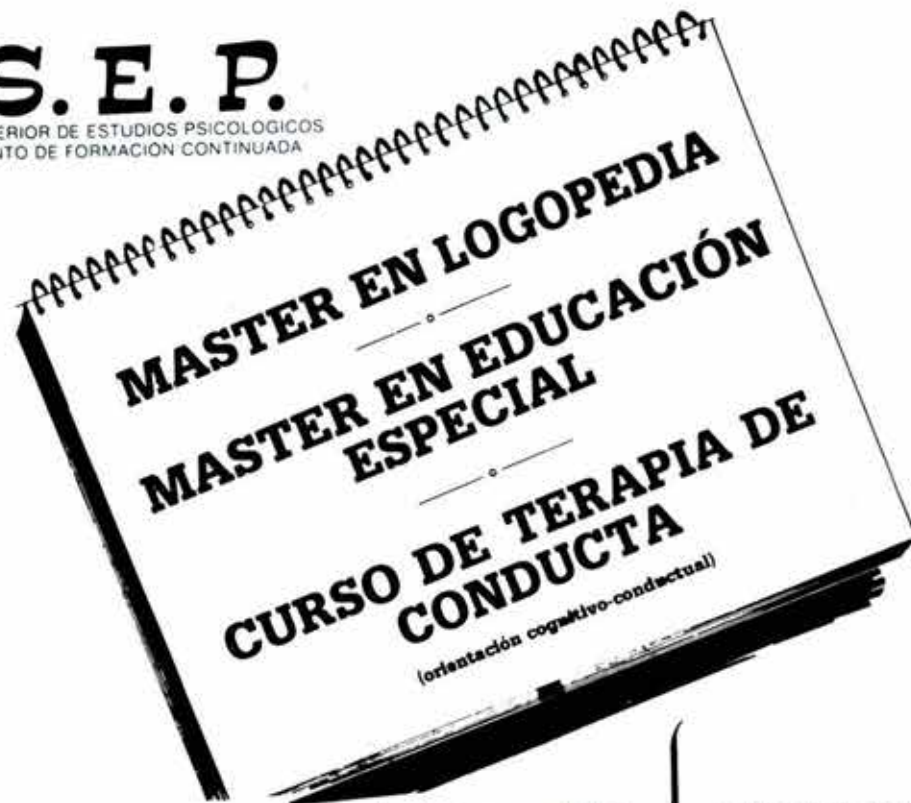 S. E. P.
ERIOR DE ESTUDIOS PSICOLOGICOS
NTO DE FORMACIÓN CONTINUADA
MASTER EN LOGOPEDIA
MASTER EN EDUCACIÓN
ESPECIAL
CURSO DE TERAPIA DE
CONDUCTA
(orientación cognitivo-conductual)